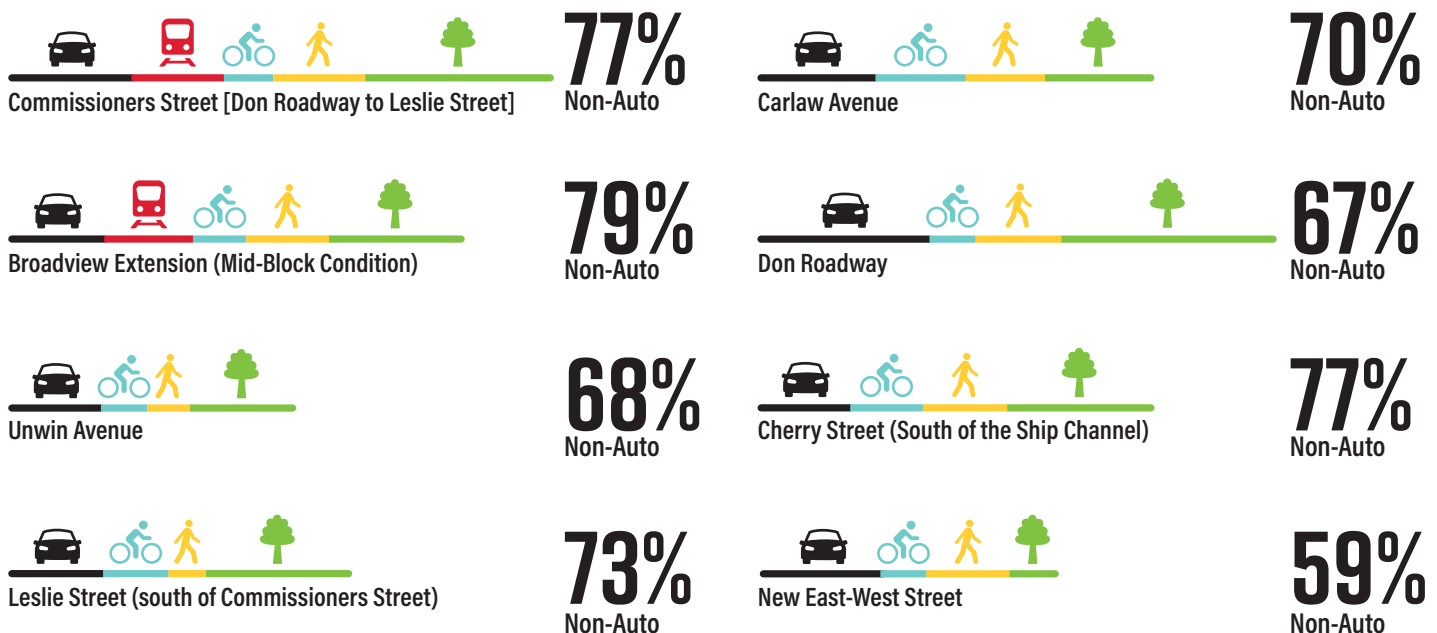 77%
Non-Auto
Commissioners Street [Don Roadway to Leslie Street]
70%
Non-Auto
Carlaw Avenue
79%
Non-Auto
Broadview Extension (Mid-Block Condition)
67%
Non-Auto
Don Roadway
68%
Non-Auto
Unwin Avenue
77%
Non-Auto
Cherry Street (South of the Ship Channel)
73%
Non-Auto
Leslie Street (south of Commissioners Street)
59%
Non-Auto
New East-West Street